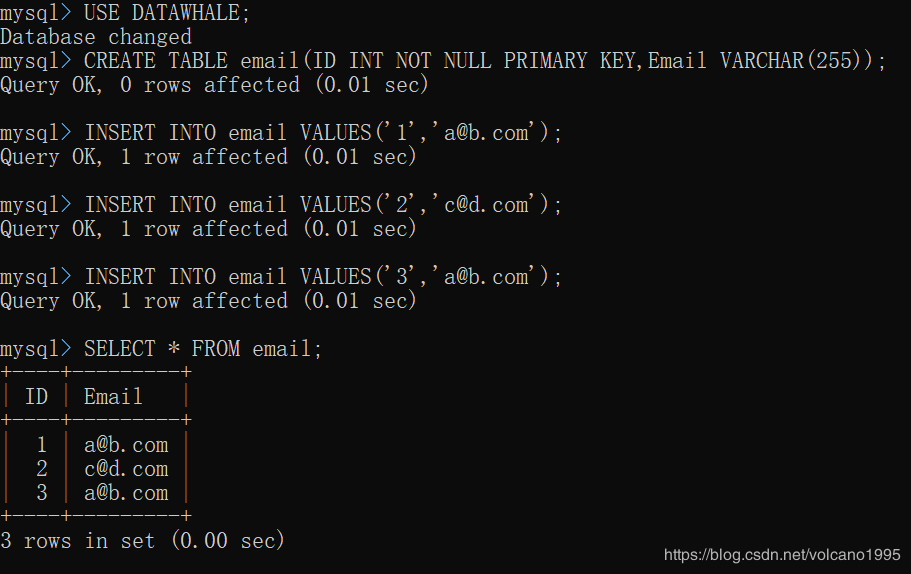 mysql> USE DATAWHALE;
Database changed
mysql> CREATE TABLE email(ID INT NOT NULL PRIMARY KEY,Email VARCHAR(255));
Query OK, 0 rows affected (0.01 sec)
mysql> INSERT INTO email VALUES('1','a@b.com');
Query OK, 1 row affected (0.01 sec)
mysql> INSERT INTO email VALUES('2','c@d.com');
Query OK, 1 row affected (0.01 sec)
mysql> INSERT INTO email VALUES('3','a@b.com');
Query OK, 1 row affected (0.01 sec)
mysql> SELECT * FROM email;
+----+---------+
| ID | Email   |
+----+---------+
|  1 | a@b.com |
|  2 | c@d.com |
|  3 | a@b.com |
+----+---------+
3 rows in set (0.00 sec)
https://blog.csdn.net/volcano1995